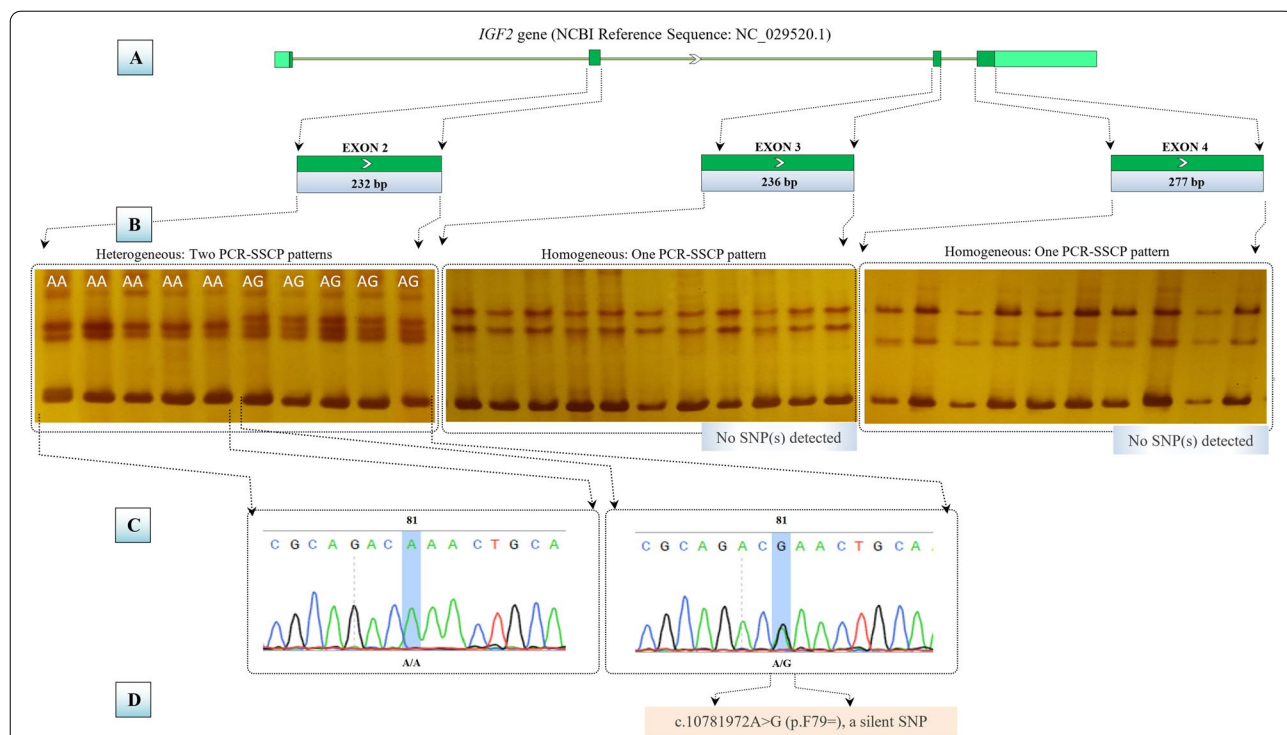 IGF2 gene (NCBI Reference Sequence: NC_029520.1)
A
EXON 2
232 bp
EXON 3
236 bp
EXON 4
277 bp
B
Heterogeneous: Two PCR-SSCP patterns
Homogeneous: One PCR-SSCP pattern
Homogeneous: One PCR-SSCP pattern
AA AA AA AA AA AG AG AG AG AG
No SNP(s) detected
No SNP(s) detected
C
81
C G C A G A C A A A C T G C A
A/A
81
C G C A G A C G A A C T G C A
A/G
D
c.10781972A>G (p.F79=), a silent SNP